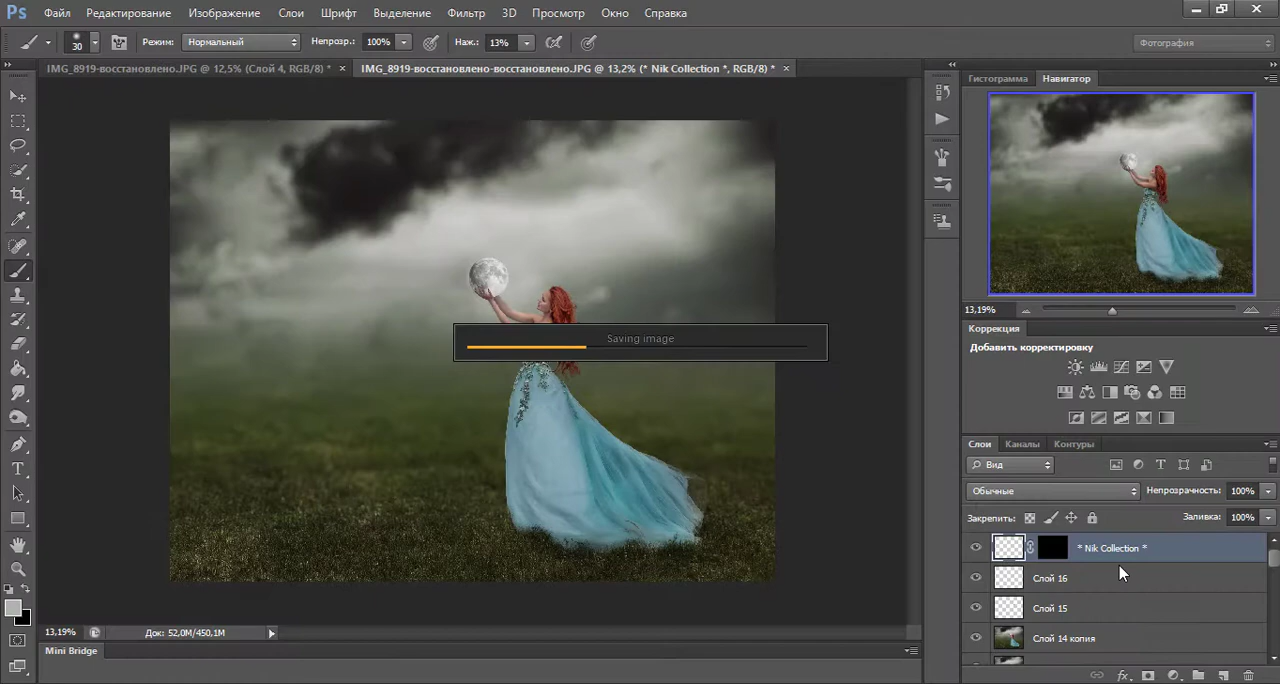 Ps Файл Редактирование Изображение Слои Шрифт Выделение Фильтр 3D Просмотр Окно Справка
30 Режим: Нормальный Непрозр.: 100% Наж.: 13% Фотография
IMG_8919-восстановлено.JPG @ 12,5% (Слой 4, RGB/8) * × IMG_8919-восстановлено-восстановлено.JPG @ 13,2% (* Nik Collection *, RGB/8) * ×
Гистограмма Навигатор
13,19%
Коррекция
Saving image
Добавить корректировку
Слои Каналы Контуры
Вид
Обычные Непрозрачность: 100%
Закрепить: Заливка: 100%
* Nik Collection *
Слой 16
Слой 15
Слой 14 копия
13,19% Док: 52,0M/450,1M
Mini Bridge